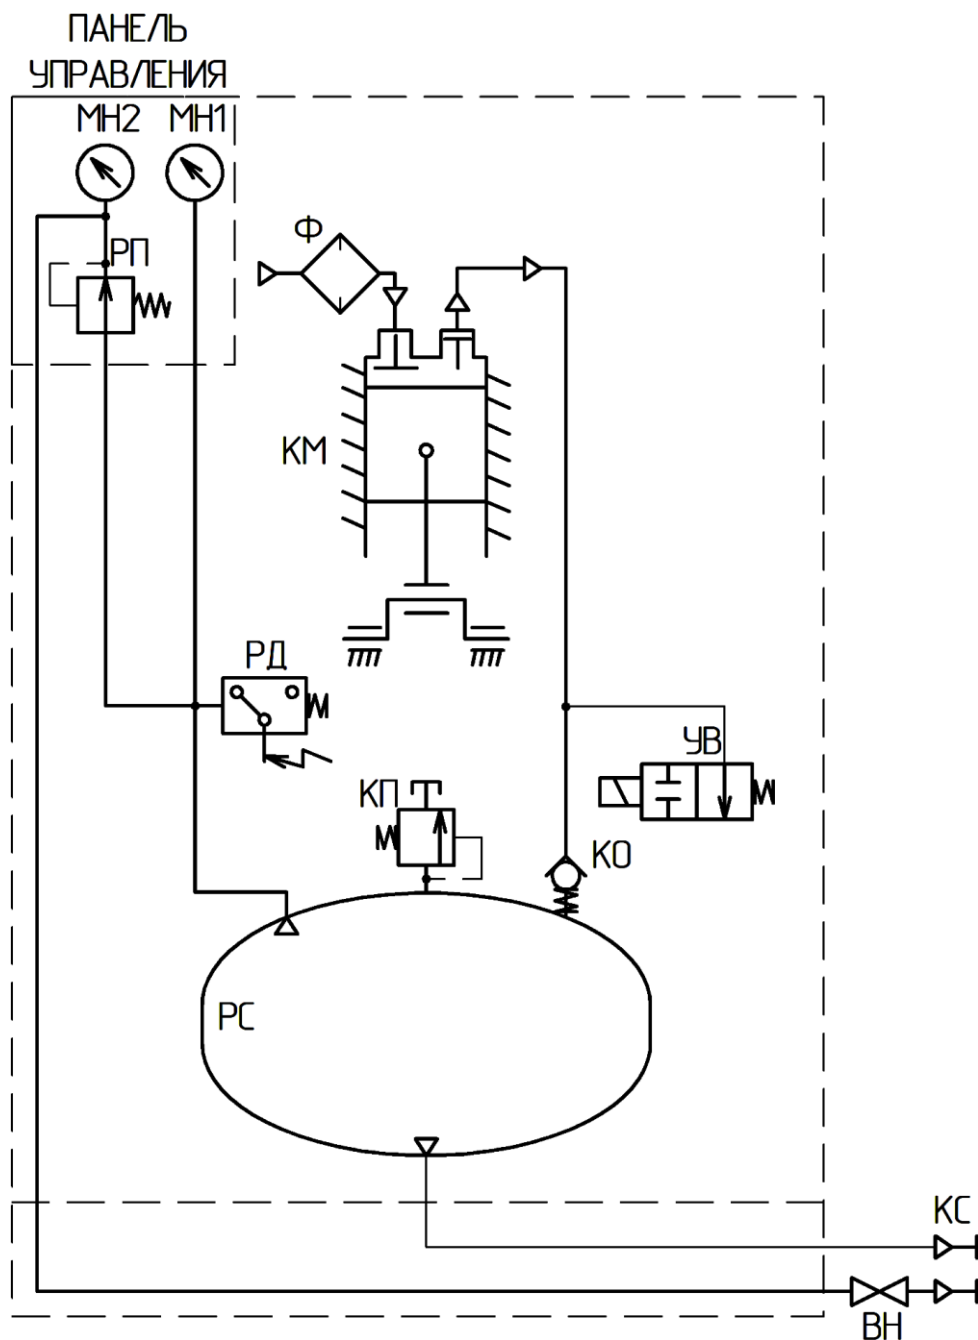 ПАНЕЛЬ
УПРАВЛЕНИЯ
МН2 МН1
РП
Ф
КМ
РД
КП
УВ
КО
РС
КС
ВН